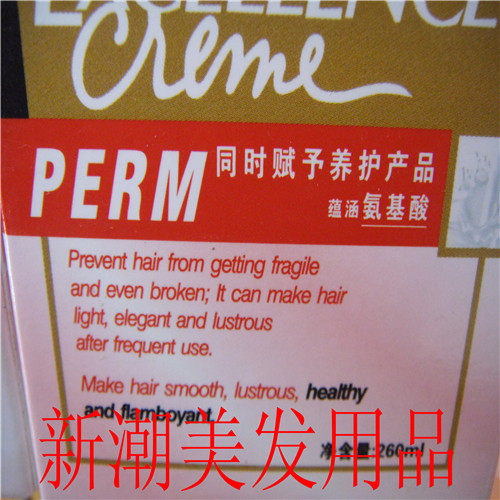 EXCELLENCE
Creme
PERM
同时赋予养护产品
蕴涵氨基酸
Prevent hair from getting fragile
and even broken; It can make hair
light, elegant and lustrous
after frequent use.
Make hair smooth, lustrous, healthy
and flamboyant.
净含量:260ml
新潮美发用品